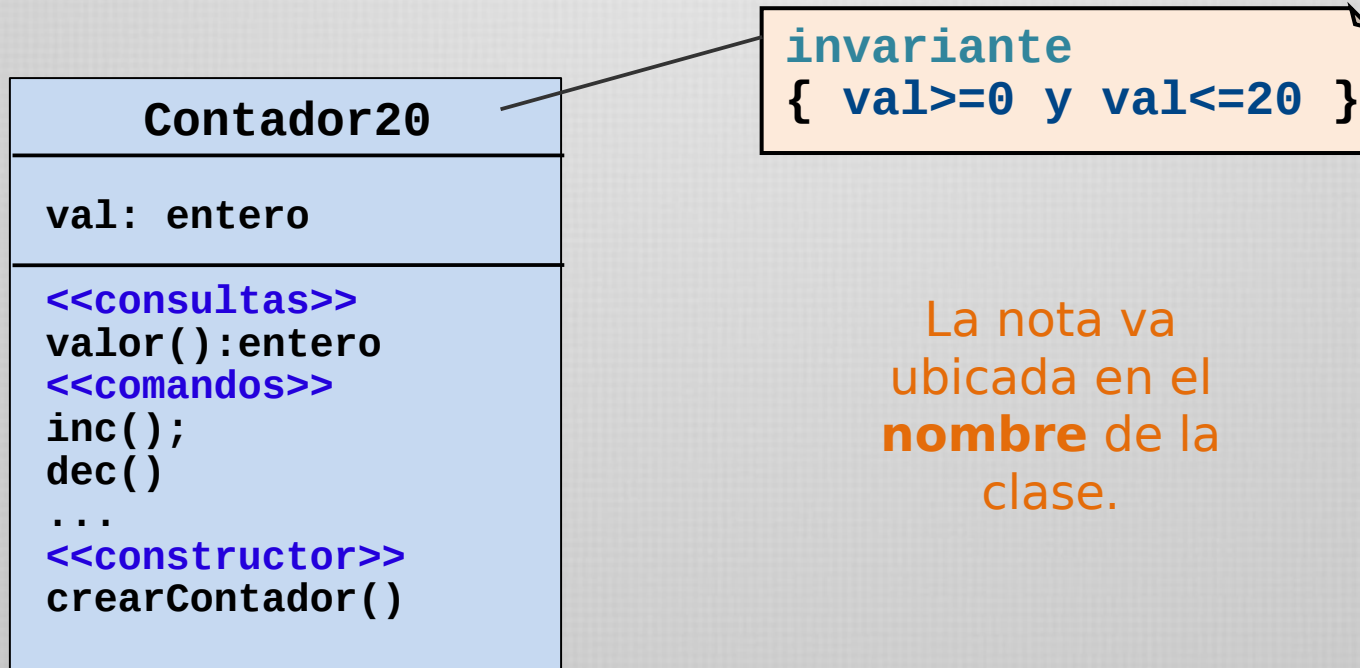 invariante
{ val>=0 y val<=20 }
Contador20
val: entero
<<consultas>>
valor():entero
<<comandos>>
inc();
dec()
...
<<constructor>>
crearContador()
La nota va
ubicada en el
nombre de la
clase.